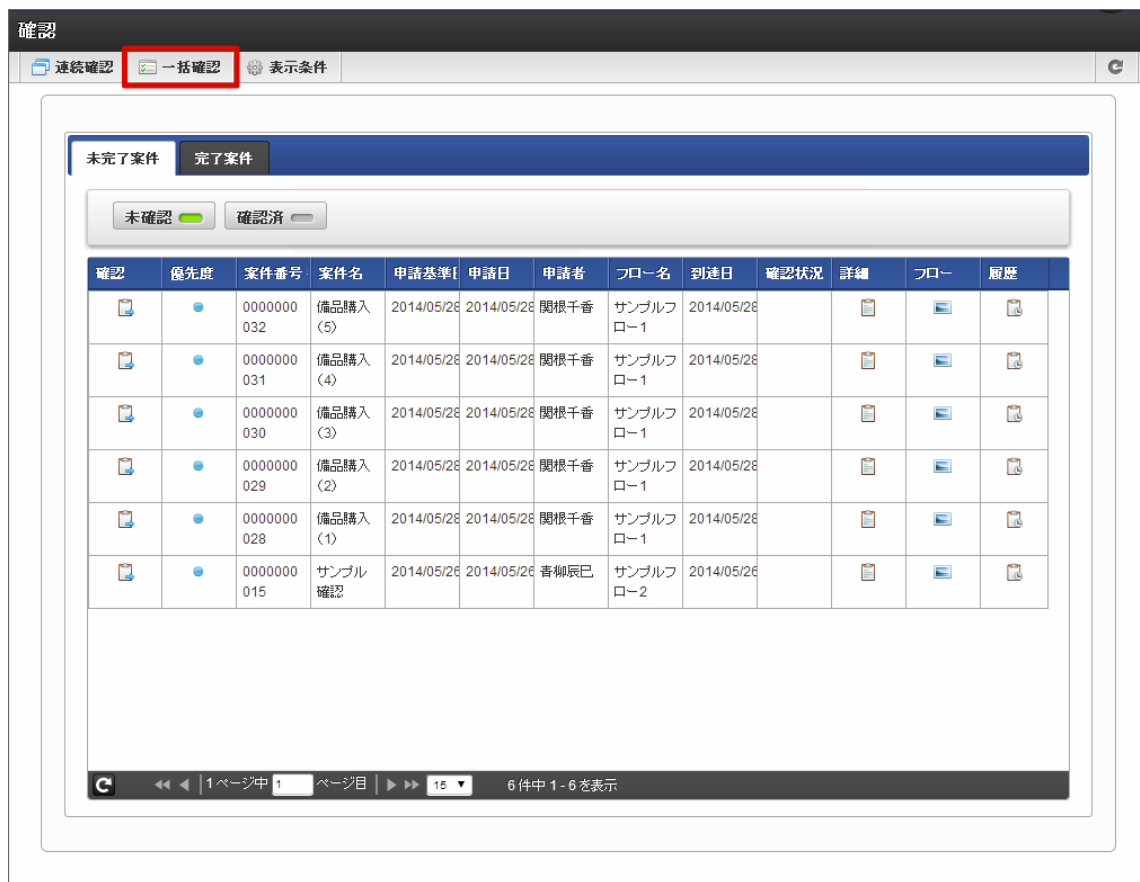 確認
連続確認 一括確認 表示条件
未完了案件 完了案件
未確認 確認済
確認 優先度 案件番号 案件名 申請基準 申請日 申請者 フロー名 到達日 確認状況 詳細 フロー 履歴
0000000 備品購入 2014/05/28 2014/05/28 関根千香 サンプルフ 2014/05/28
032 (5) ロー1
0000000 備品購入 2014/05/28 2014/05/28 関根千香 サンプルフ 2014/05/28
031 (4) ロー1
0000000 備品購入 2014/05/28 2014/05/28 関根千香 サンプルフ 2014/05/28
030 (3) ロー1
0000000 備品購入 2014/05/28 2014/05/28 関根千香 サンプルフ 2014/05/28
029 (2) ロー1
0000000 備品購入 2014/05/28 2014/05/28 関根千香 サンプルフ 2014/05/28
028 (1) ロー1
0000000 サンプル 2014/05/26 2014/05/26 青柳辰巳 サンプルフ 2014/05/26
015 確認 ロー2
1ページ中 1 ページ目 15 6件中 1 - 6 を表示